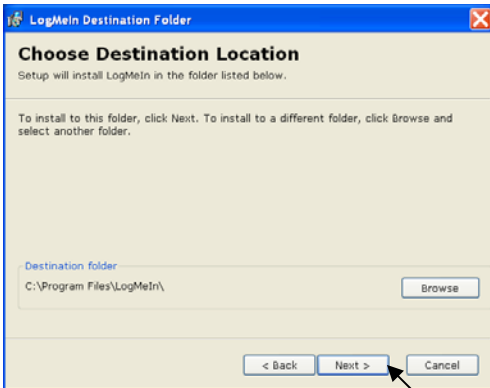 LogMeIn Destination Folder
Choose Destination Location
Setup will install LogMeIn in the folder listed below.
To install to this folder, click Next. To install to a different folder, click Browse and
select another folder.
Destination folder
C:\Program Files\LogMeIn\
Browse
< Back Next > Cancel